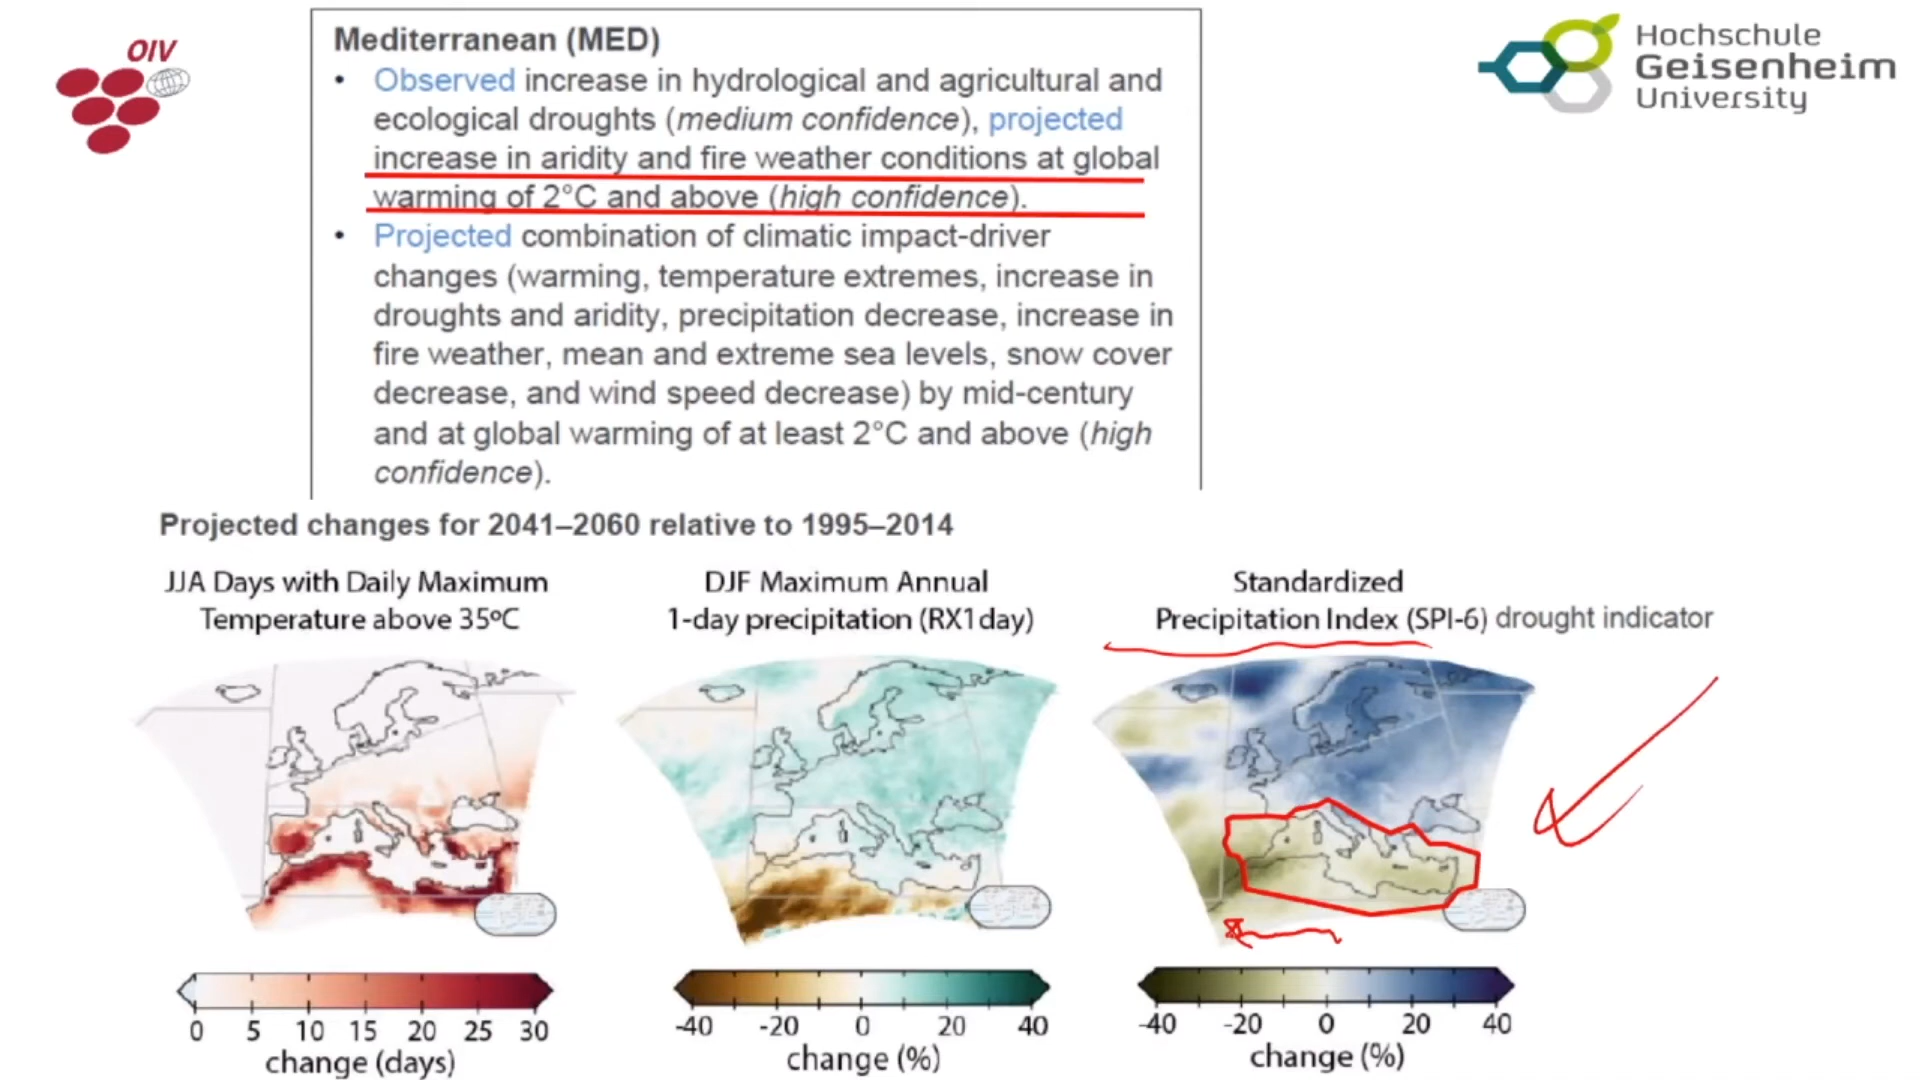 OIV
Hochschule
Geisenheim
University
Mediterranean (MED)
• Observed increase in hydrological and agricultural and
ecological droughts (medium confidence), projected
increase in aridity and fire weather conditions at global
warming of 2°C and above (high confidence).
• Projected combination of climatic impact-driver
changes (warming, temperature extremes, increase in
droughts and aridity, precipitation decrease, increase in
fire weather, mean and extreme sea levels, snow cover
decrease, and wind speed decrease) by mid-century
and at global warming of at least 2°C and above (high
confidence).
Projected changes for 2041–2060 relative to 1995–2014
JJA Days with Daily Maximum
Temperature above 35ºC
0 5 10 15 20 25 30
change (days)
DJF Maximum Annual
1-day precipitation (RX1day)
-40 -20 0 20 40
change (%)
Standardized
Precipitation Index (SPI-6) drought indicator
-40 -20 0 20 40
change (%)